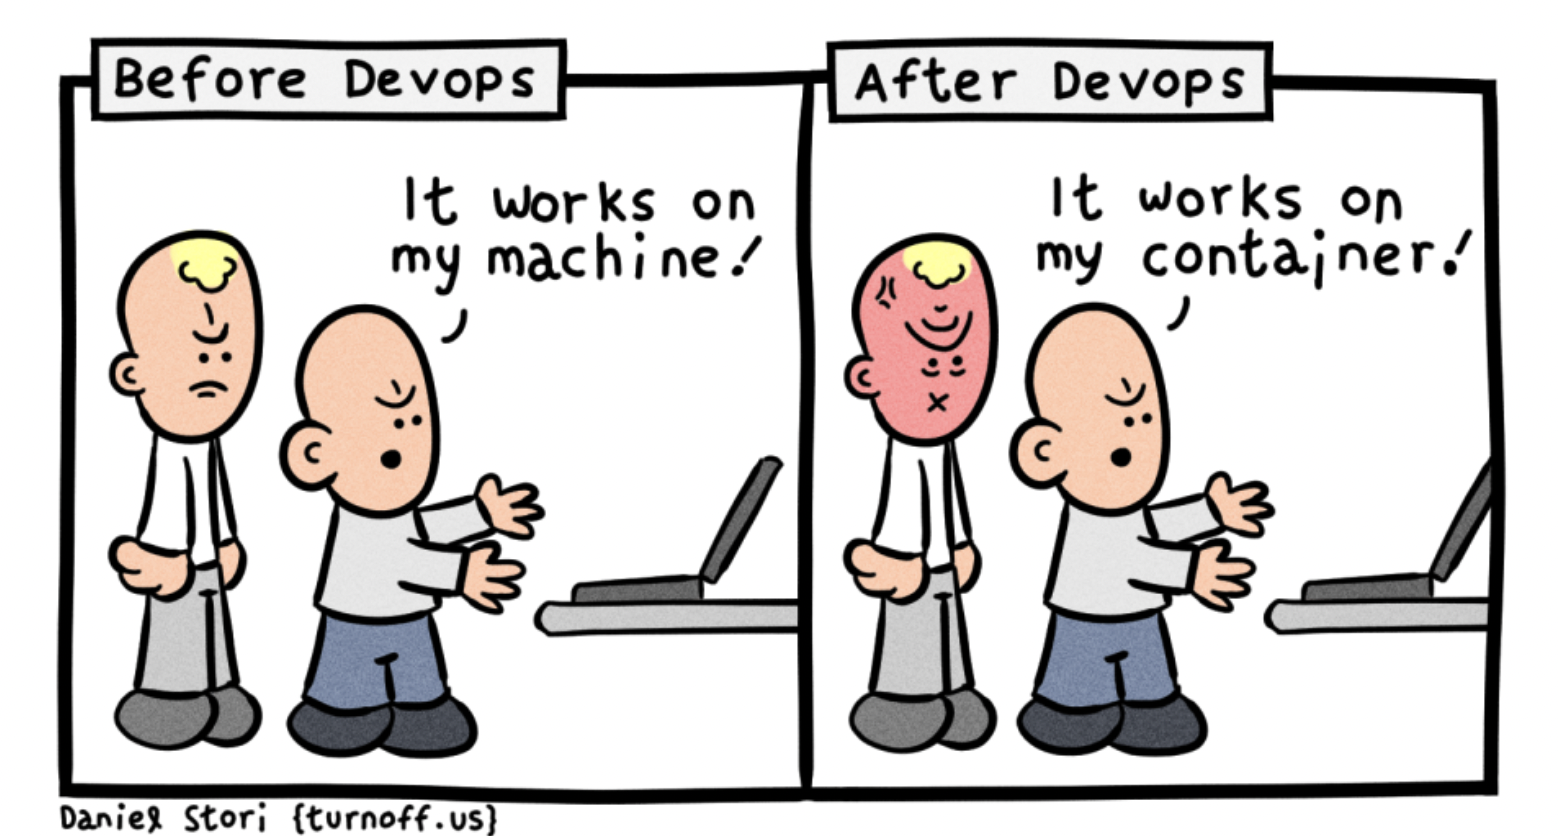 Before Devops
It works on
my machine!
After Devops
It works on
my container!
Daniel Stori {turnoff.us}